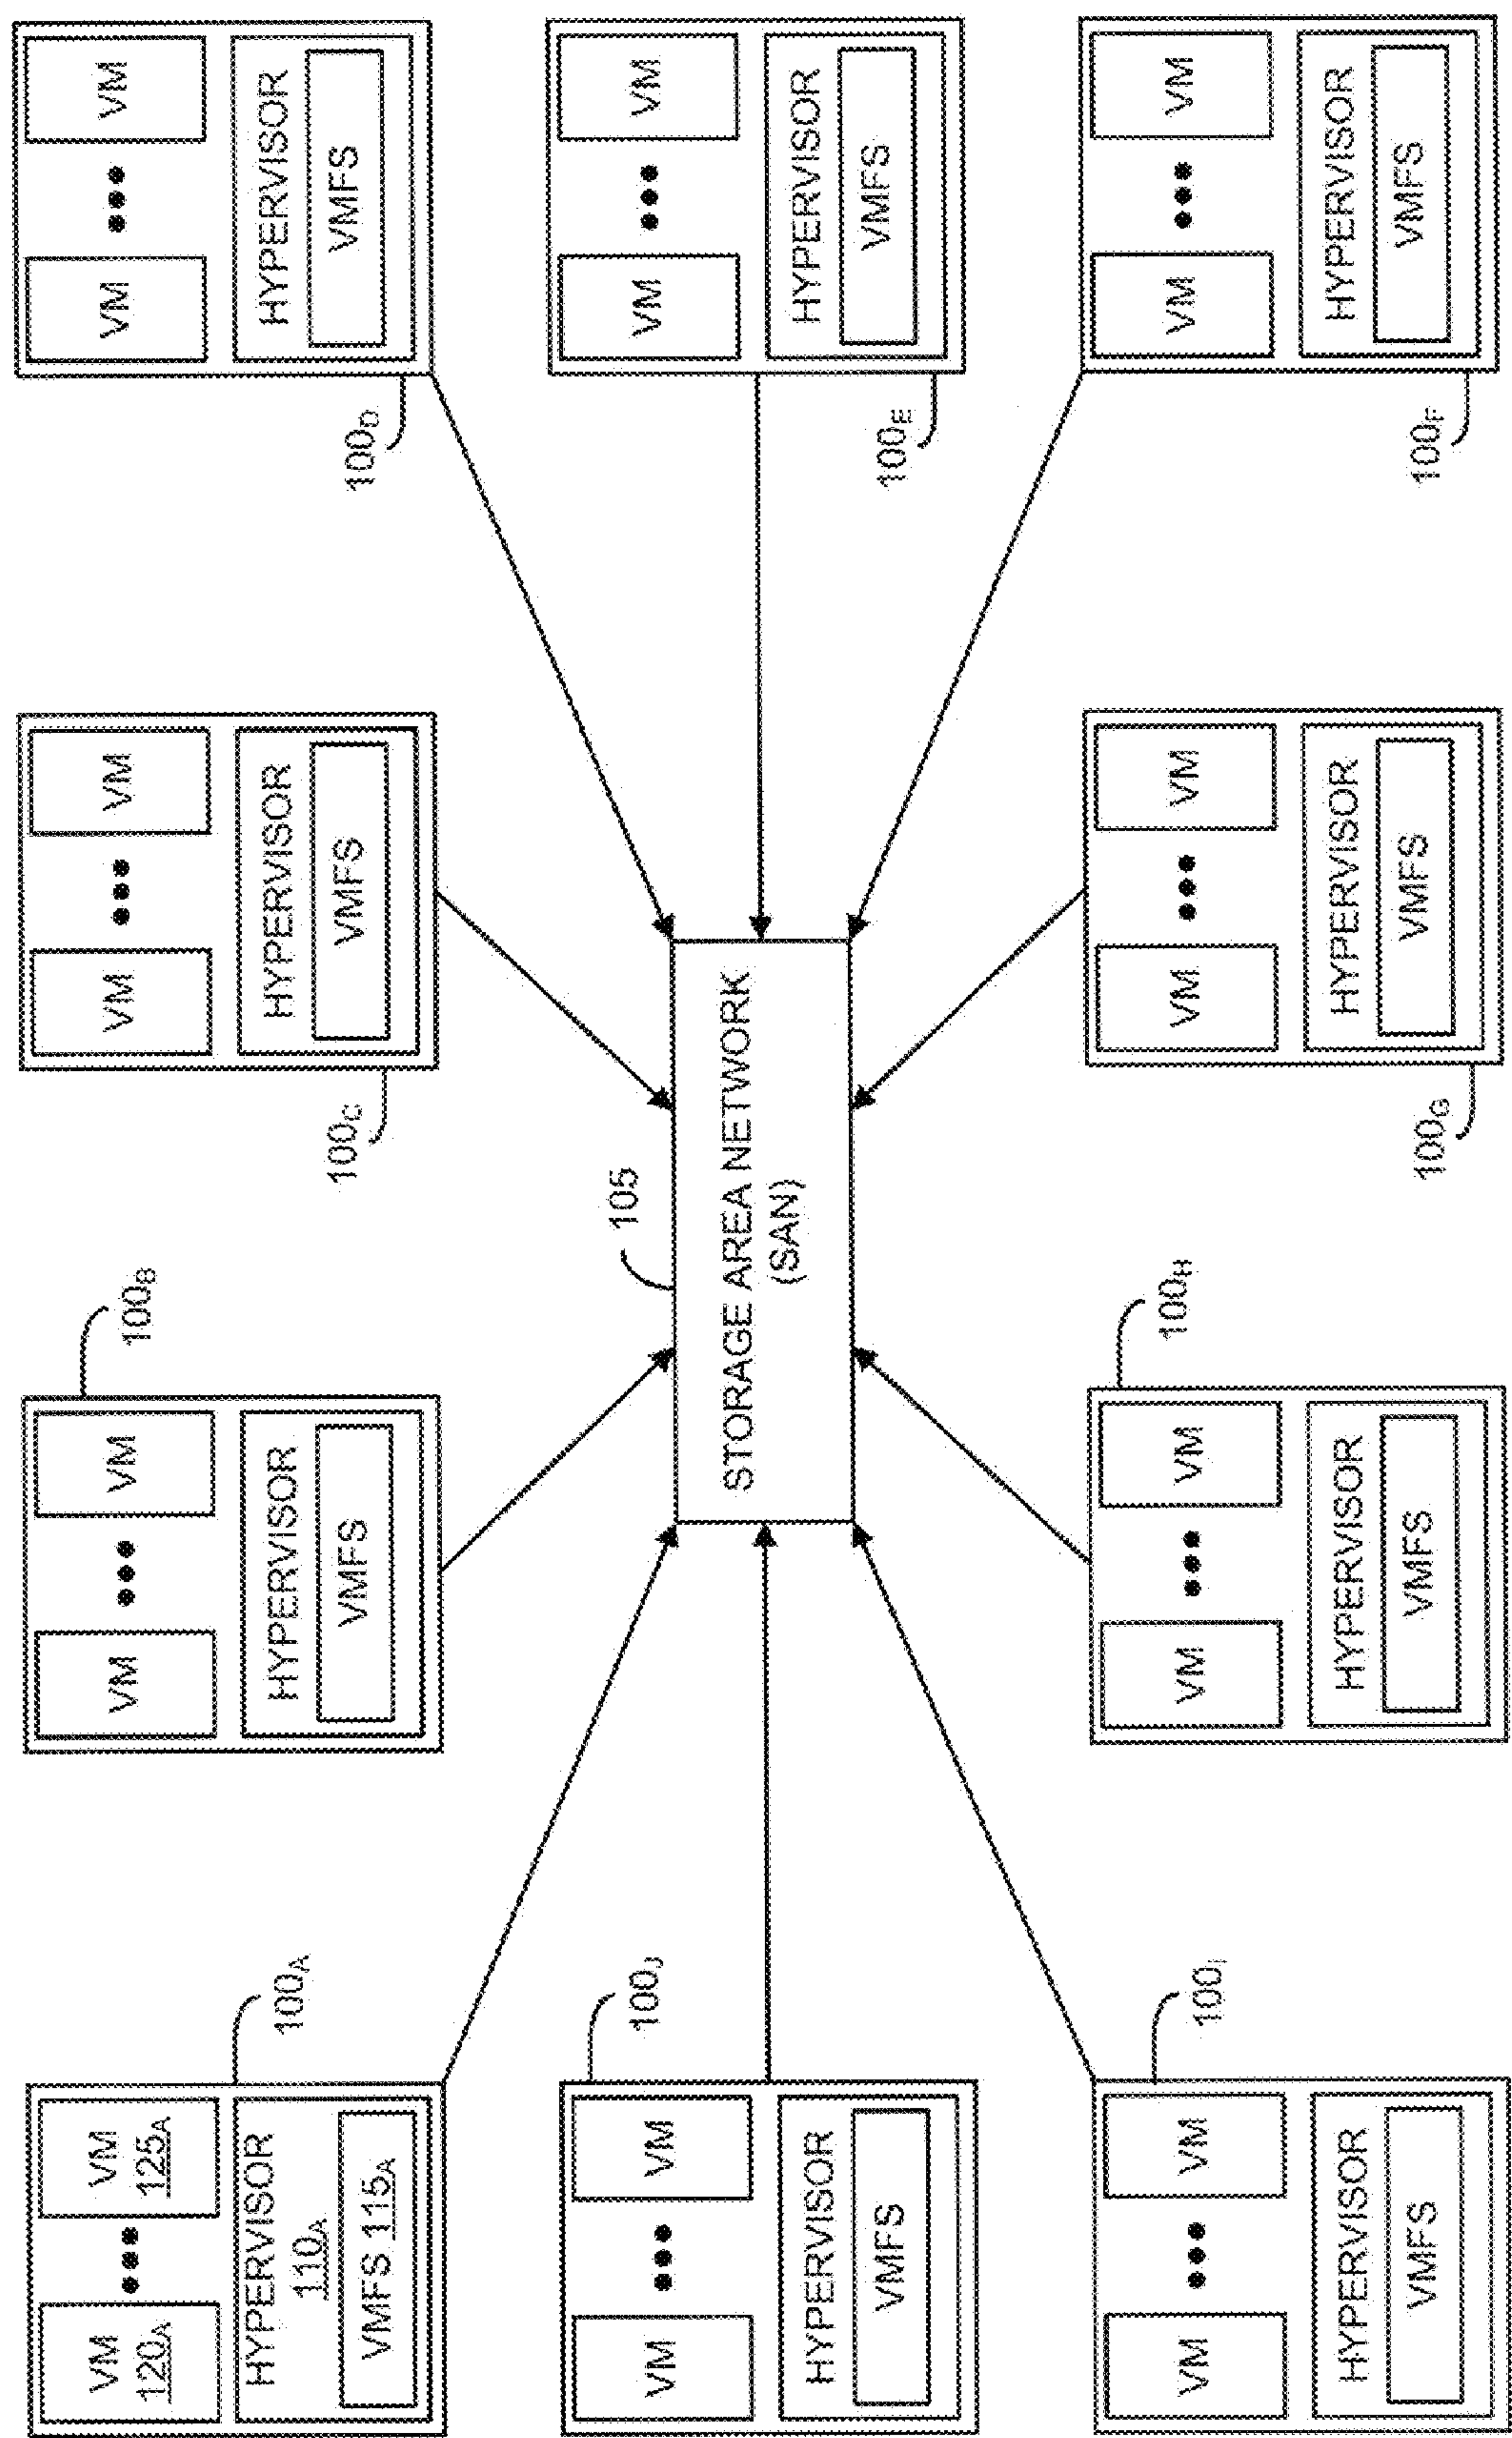 VM
120A
VM
125A
HYPERVISOR
110A
VMFS 115A
100A
VM
VM
HYPERVISOR
VMFS
100B
VM
VM
HYPERVISOR
VMFS
100C
VM
VM
HYPERVISOR
VMFS
100D
VM
VM
HYPERVISOR
VMFS
100J
105
STORAGE AREA NETWORK
(SAN)
VM
VM
HYPERVISOR
VMFS
100E
VM
VM
HYPERVISOR
VMFS
100I
VM
VM
HYPERVISOR
VMFS
100H
VM
VM
HYPERVISOR
VMFS
100G
VM
VM
HYPERVISOR
VMFS
100F